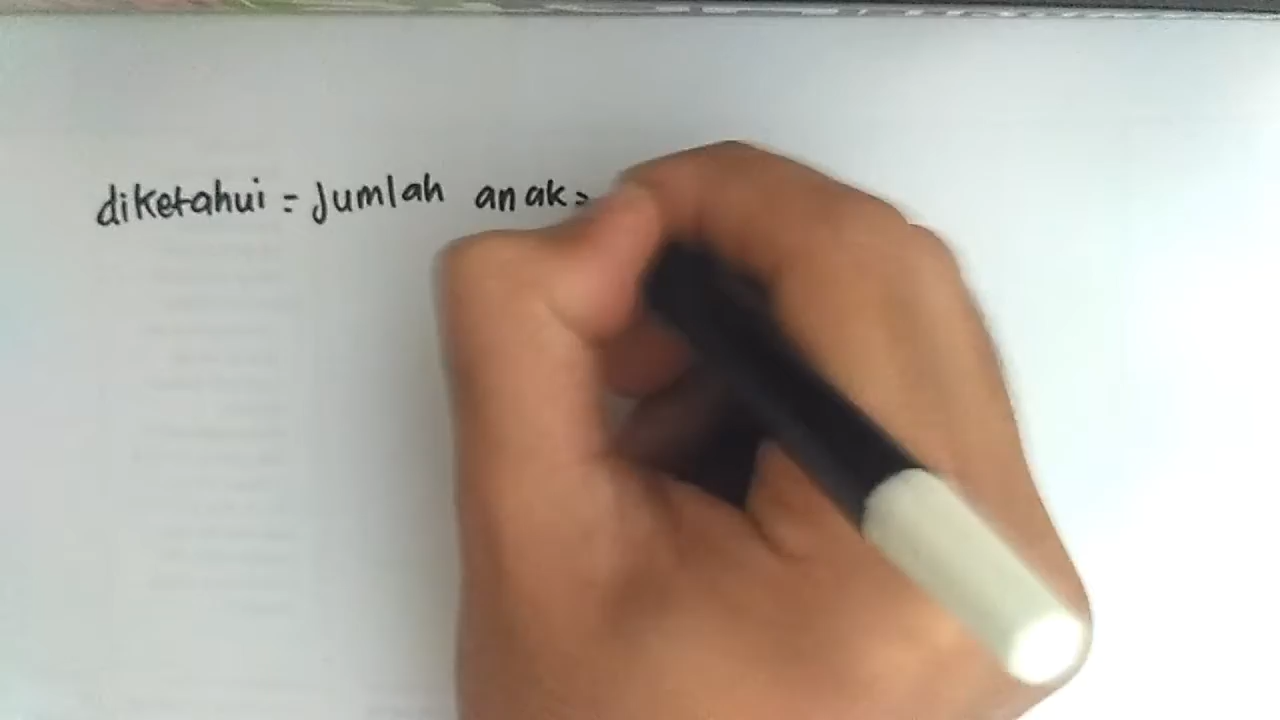 diketahui = Jumlah anak =